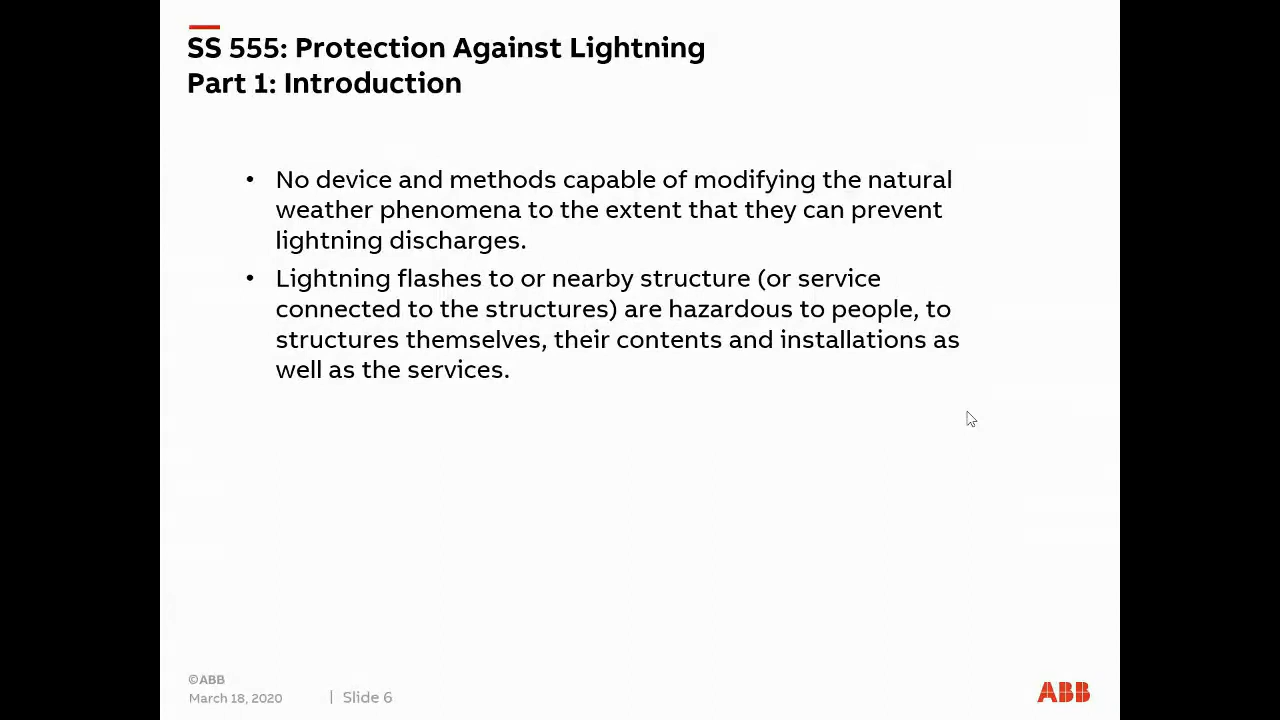 SS 555: Protection Against Lightning
Part 1: Introduction
• No device and methods capable of modifying the natural
weather phenomena to the extent that they can prevent
lightning discharges.
• Lightning flashes to or nearby structure (or service
connected to the structures) are hazardous to people, to
structures themselves, their contents and installations as
well as the services.
©ABB
March 18, 2020 | Slide 6
ABB